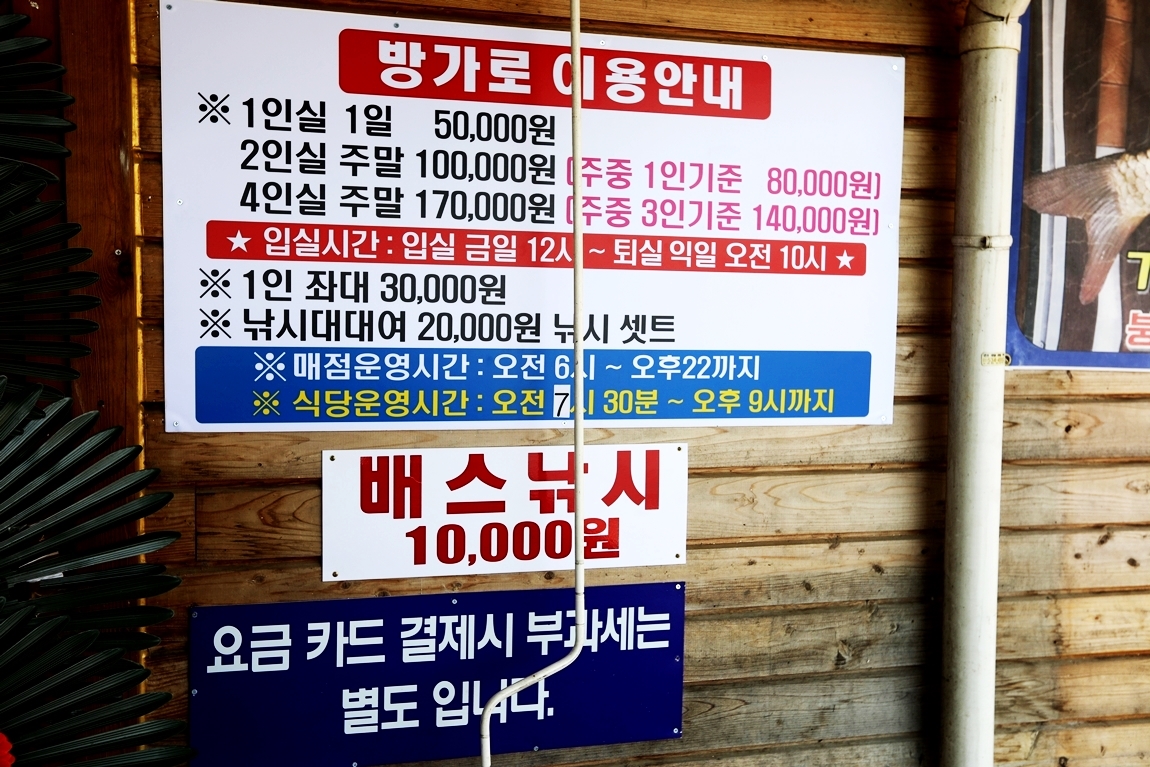 방가로 이용안내
※ 1인실 1일 50,000원
2인실 주말 100,000원 (주중 1인기준 80,000원)
4인실 주말 170,000원 (주중 3인기준 140,000원)
★ 입실시간 : 입실 금일 12시 ~ 퇴실 익일 오전 10시 ★
※ 1인 좌대 30,000원
※ 낚시대대여 20,000원 낚시 셋트
※ 매점운영시간 : 오전 6시 ~ 오후22까지
※ 식당운영시간 : 오전 7시 30분 ~ 오후 9시까지
배스낚시
10,000원
요금 카드 결제시 부과세는
별도 입니다.